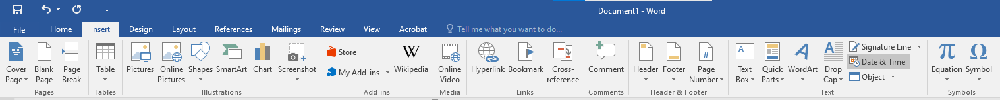 Document1 - Word
File Home Insert Design Layout References Mailings Review View Acrobat Tell me what you want to do...
Cover Page
Blank Page
Page Break
Pages
Table
Tables
Pictures
Online Pictures
Shapes
SmartArt
Chart
Screenshot
Illustrations
Store
My Add-ins
W
Wikipedia
Add-ins
Online Video
Media
Hyperlink
Bookmark
Cross-reference
Links
Comment
Comments
Header
Footer
#
Page Number
Header & Footer
A
Text Box
Quick Parts
A
WordArt
A
Drop Cap
Signature Line
Date & Time
Object
Text
π
Equation
Ω
Symbol
Symbols